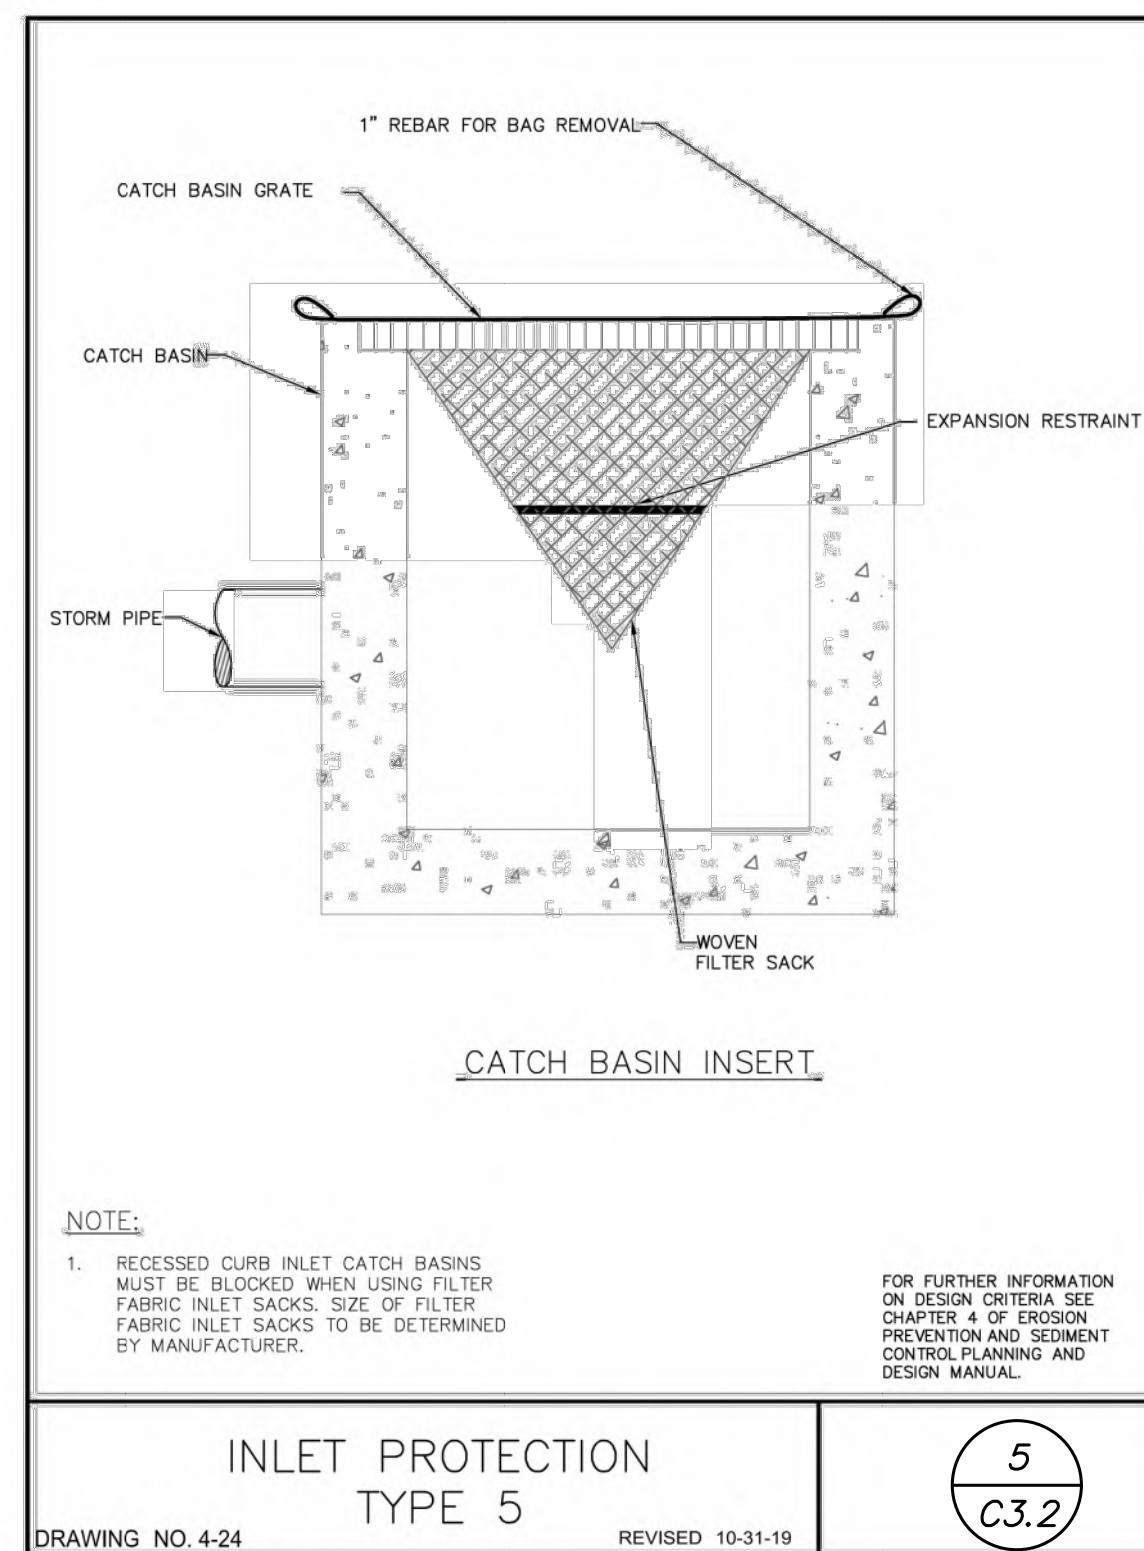 1" REBAR FOR BAG REMOVAL
CATCH BASIN GRATE
CATCH BASIN
EXPANSION RESTRAINT
STORM PIPE
WOVEN
FILTER SACK
CATCH BASIN INSERT
NOTE:
1. RECESSED CURB INLET CATCH BASINS
MUST BE BLOCKED WHEN USING FILTER
FABRIC INLET SACKS. SIZE OF FILTER
FABRIC INLET SACKS TO BE DETERMINED
BY MANUFACTURER.
FOR FURTHER INFORMATION
ON DESIGN CRITERIA SEE
CHAPTER 4 OF EROSION
PREVENTION AND SEDIMENT
CONTROL PLANNING AND
DESIGN MANUAL.
INLET PROTECTION
TYPE 5
DRAWING NO. 4-24
REVISED 10-31-19
5
C3.2